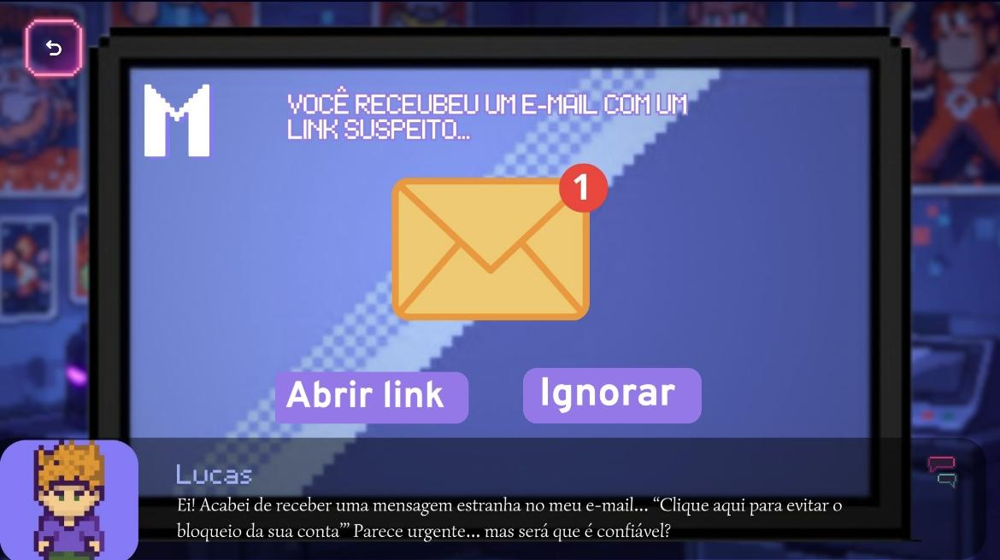 M
VOCÊ RECEUBEU UM E-MAIL COM UM
LINK SUSPEITO...
1
Abrir link
Ignorar
Lucas
Ei! Acabei de receber uma mensagem estranha no meu e-mail... “Clique aqui para evitar o
bloqueio da sua conta’” Parece urgente... mas será que é confiável?